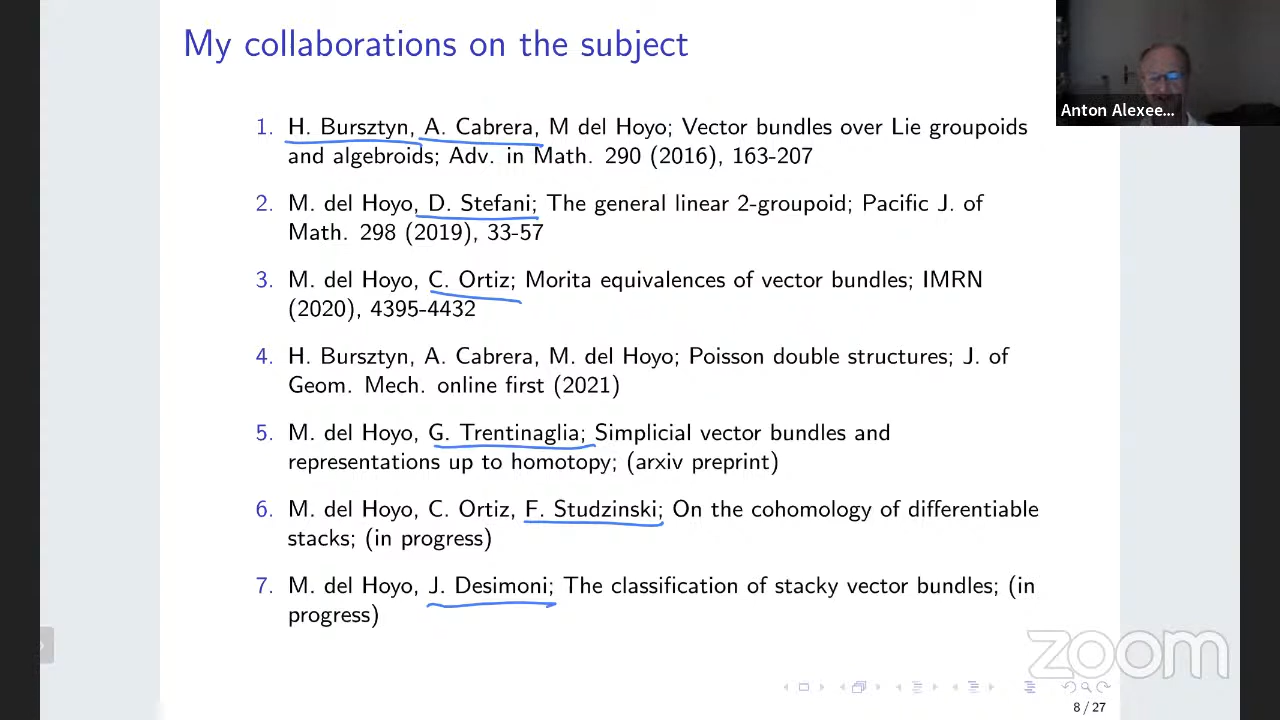 My collaborations on the subject
Anton Alexee...
1. H. Bursztyn, A. Cabrera, M del Hoyo; Vector bundles over Lie groupoids
and algebroids; Adv. in Math. 290 (2016), 163-207
2. M. del Hoyo, D. Stefani; The general linear 2-groupoid; Pacific J. of
Math. 298 (2019), 33-57
3. M. del Hoyo, C. Ortiz; Morita equivalences of vector bundles; IMRN
(2020), 4395-4432
4. H. Bursztyn, A. Cabrera, M. del Hoyo; Poisson double structures; J. of
Geom. Mech. online first (2021)
5. M. del Hoyo, G. Trentinaglia; Simplicial vector bundles and
representations up to homotopy; (arxiv preprint)
6. M. del Hoyo, C. Ortiz, F. Studzinski; On the cohomology of differentiable
stacks; (in progress)
7. M. del Hoyo, J. Desimoni; The classification of stacky vector bundles; (in
progress)
zoom
8 / 27